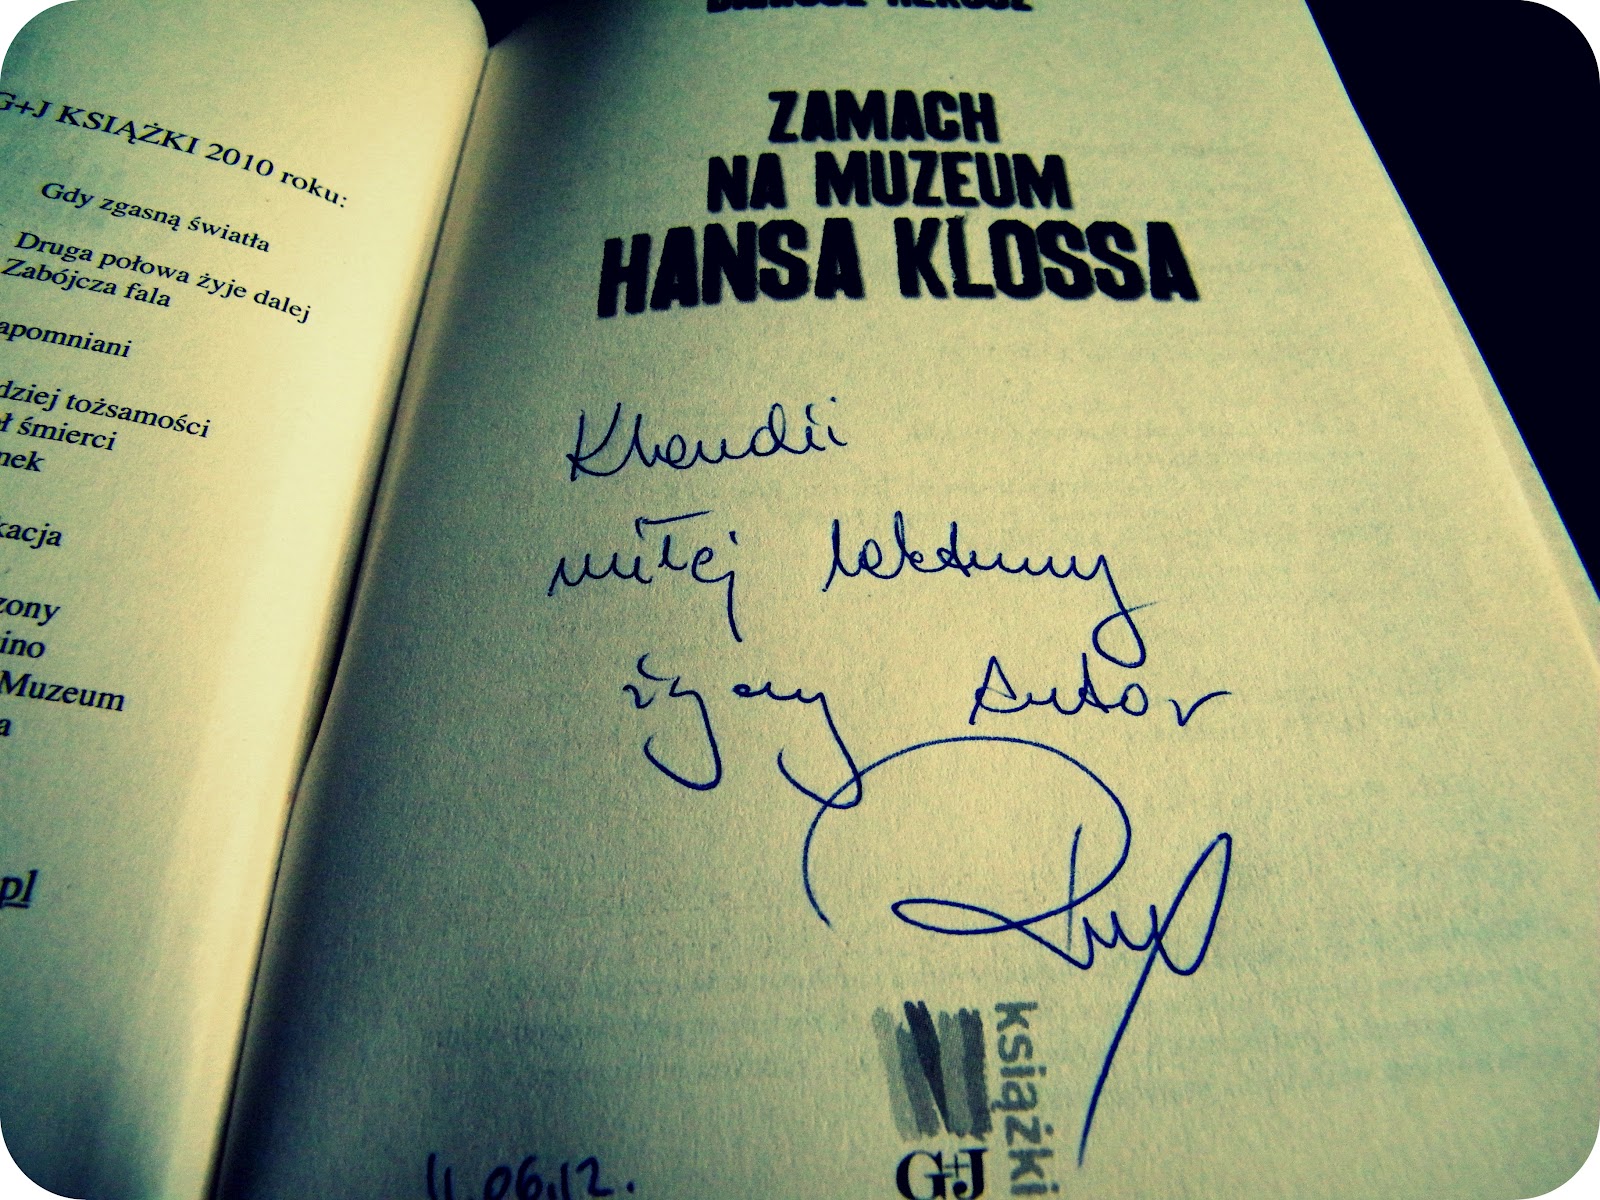 G+J KSIĄŻKI 2010 roku:
Gdy zgasną światła
Druga połowa żyje dalej
Zabójcza fala
apomniani
dziej tożsamości
ł śmierci
nek
kacja
zony
ino
Muzeum
a
pl
ZAMACH
NA MUZEUM
HANSA KLOSSA
Klaudii
miłej lektury
życzy Autor
książki
G+J
11.06.12.